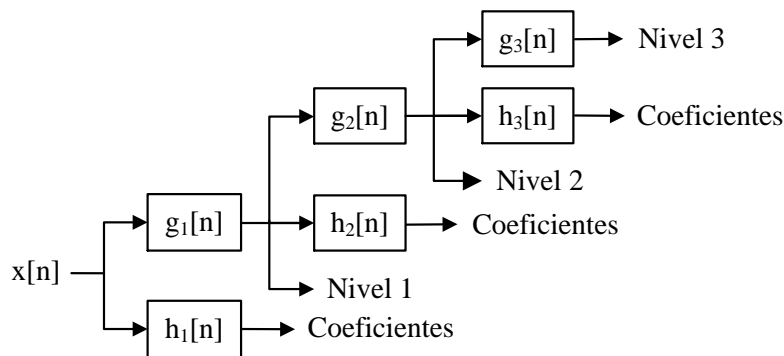 g₃[n] Nivel 3
g₂[n] h₃[n] Coeficientes
Nivel 2
g₁[n] h₂[n] Coeficientes
x[n]
Nivel 1
h₁[n] Coeficientes